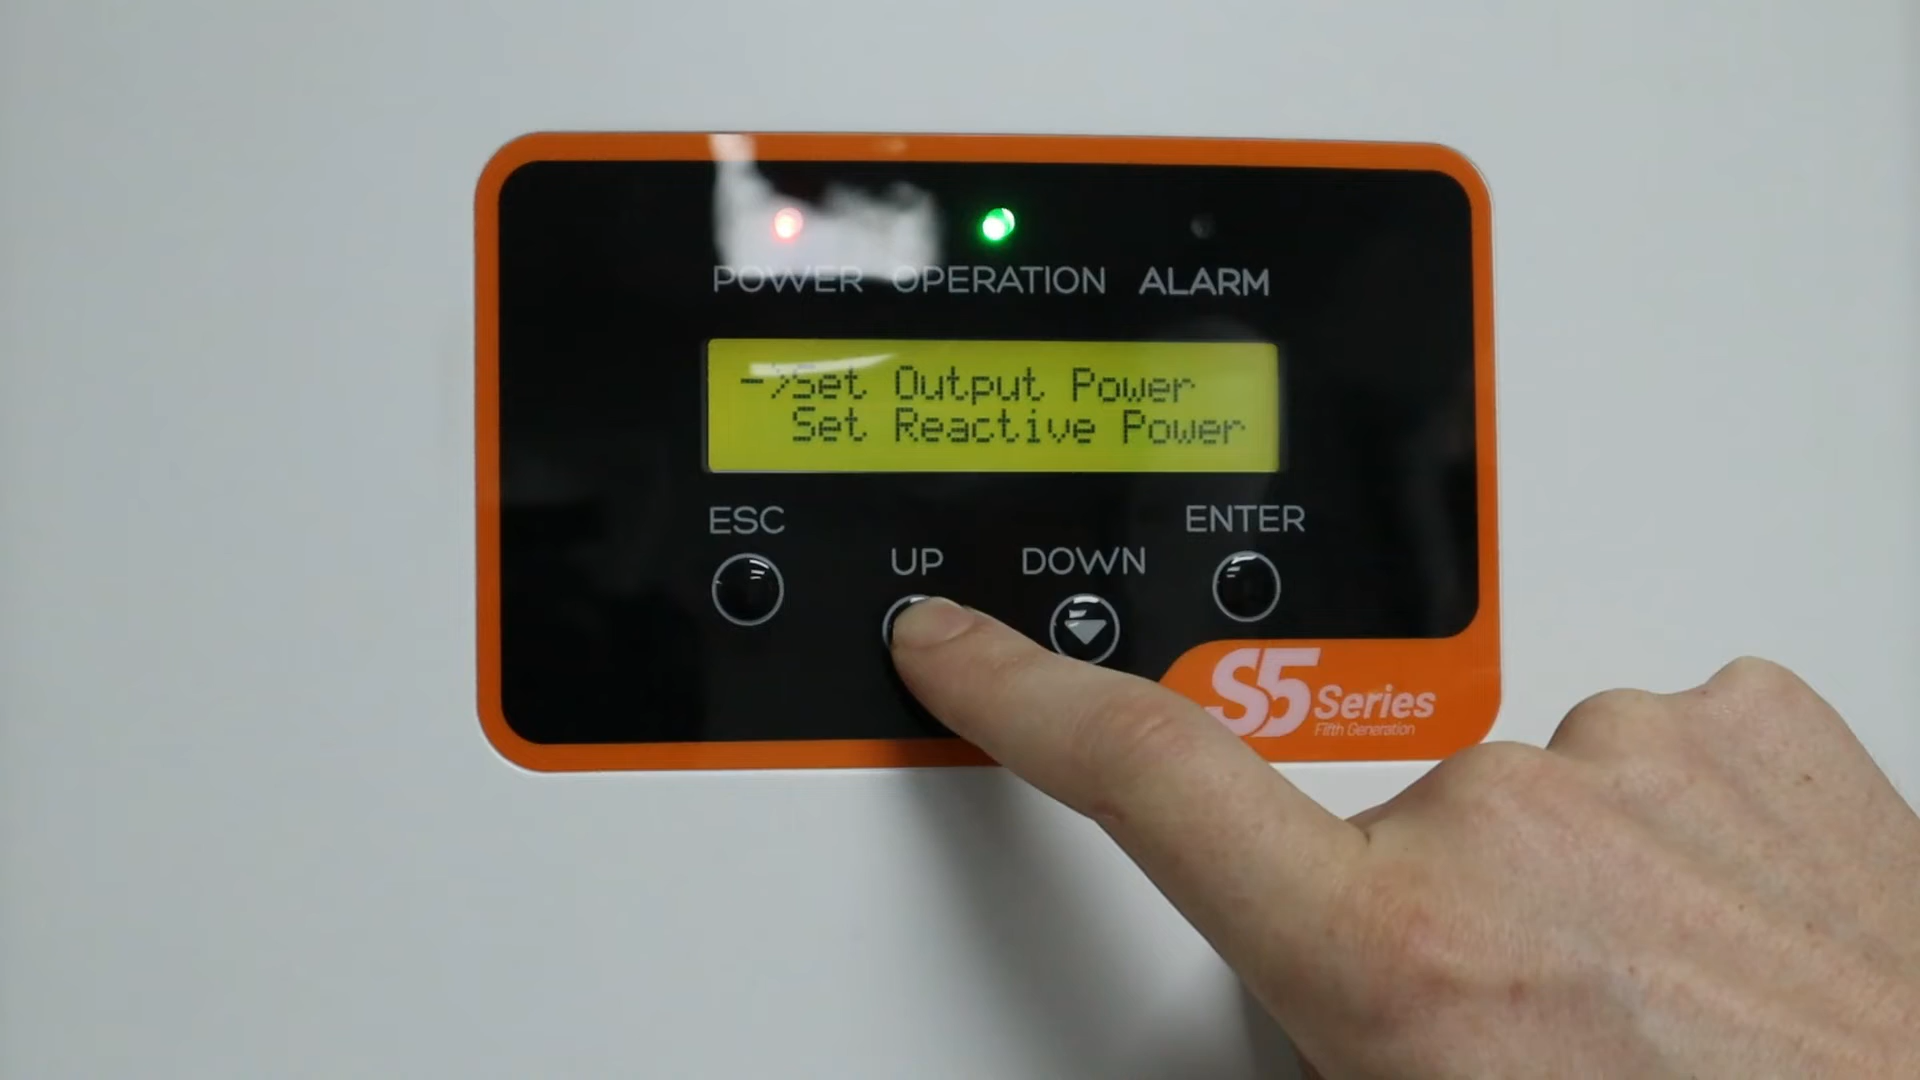 POWER OPERATION ALARM
->Set Output Power
Set Reactive Power
ESC
UP
DOWN
ENTER
S5 Series
Fifth Generation